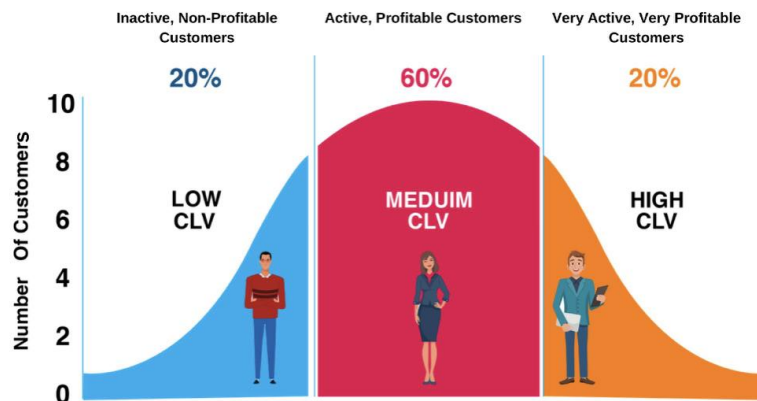 Inactive, Non-Profitable
Customers
Active, Profitable Customers
Very Active, Very Profitable
Customers
20%
60%
20%
Number Of Customers
10
8
6
4
2
0
LOW
CLV
MEDUIM
CLV
HIGH
CLV